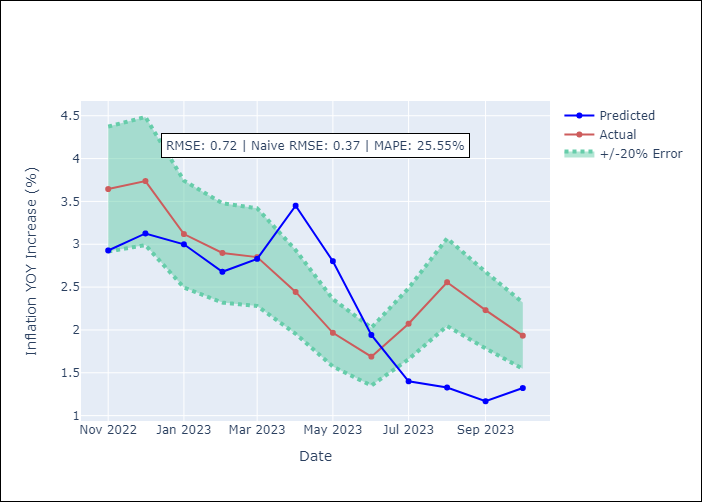 RMSE: 0.72 | Naive RMSE: 0.37 | MAPE: 25.55%
Predicted
Actual
+/-20% Error
Inflation YOY Increase (%)
4.5
4
3.5
3
2.5
2
1.5
1
Nov 2022
Jan 2023
Mar 2023
May 2023
Jul 2023
Sep 2023
Date